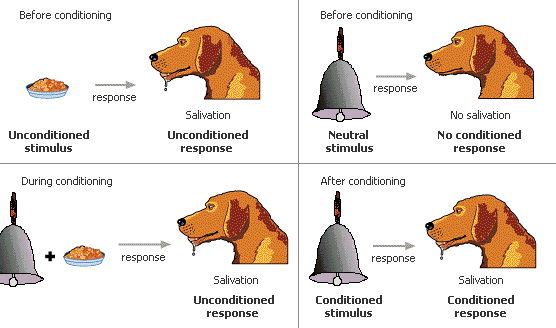 Before conditioning
response
Salivation
Unconditioned
stimulus
Unconditioned
response
Before conditioning
response
No salivation
Neutral
stimulus
No conditioned
response
During conditioning
+
response
Salivation
Unconditioned
response
After conditioning
response
Salivation
Conditioned
stimulus
Conditioned
response